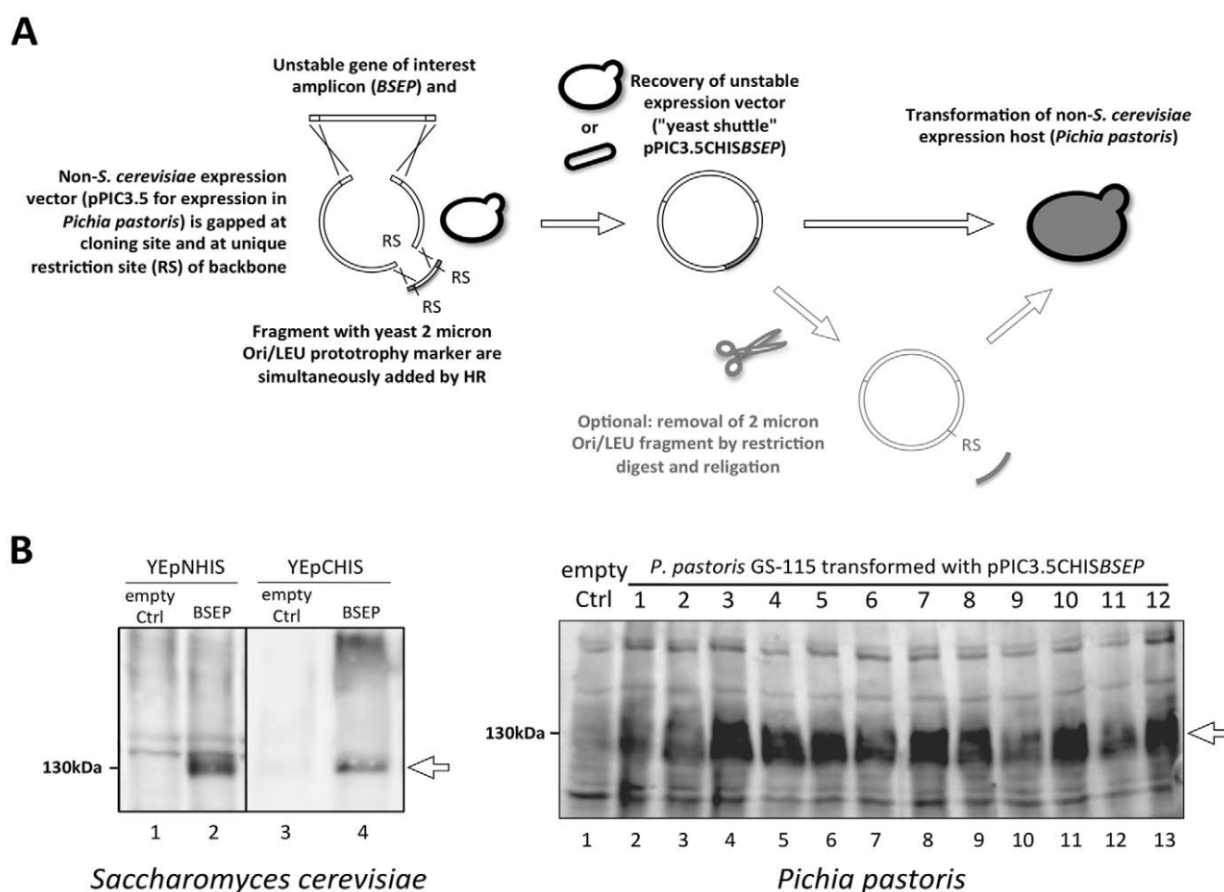 A
Unstable gene of interest
amplicon (BSEP) and
Non-S. cerevisiae expression
vector (pPIC3.5 for expression in
Pichia pastoris) is gapped at
cloning site and at unique
restriction site (RS) of backbone
RS
RS
RS
Fragment with yeast 2 micron
Ori/LEU prototrophy marker are
simultaneously added by HR
or
Recovery of unstable
expression vector
("yeast shuttle"
pPIC3.5CHISBSEP)
Transformation of non-S. cerevisiae
expression host (Pichia pastoris)
Optional: removal of 2 micron
Ori/LEU fragment by restriction
digest and religation
RS
B
YEpNHIS YEpCHIS
empty Ctrl BSEP empty Ctrl BSEP
130kDa
1 2 3 4
Saccharomyces cerevisiae
empty Ctrl
P. pastoris GS-115 transformed with pPIC3.5CHISBSEP
1 2 3 4 5 6 7 8 9 10 11 12
130kDa
1 2 3 4 5 6 7 8 9 10 11 12 13
Pichia pastoris